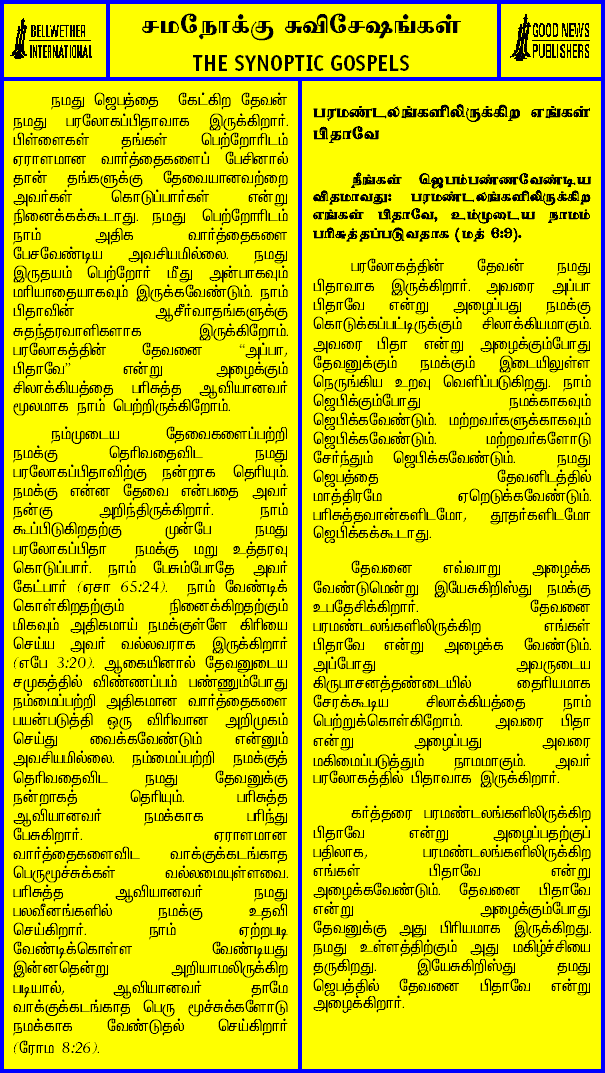 BELLWETHER
INTERNATIONAL
சமநோக்கு சுவிசேஷங்கள்
THE SYNOPTIC GOSPELS
GOOD NEWS
PUBLISHERS
நமது ஜெபத்தை கேட்கிற தேவன்
நமது பரலோகப்பிதாவாக இருக்கிறார்.
பிள்ளைகள் தங்கள் பெற்றோரிடம்
ஏராளமான வார்த்தைகளைப் பேசினால்
தான் தங்களுக்கு தேவையானவற்றை
அவர்கள் கொடுப்பார்கள் என்று
நினைக்கக்கூடாது. நமது பெற்றோரிடம்
நாம் அதிக வார்த்தைகளை
பேசவேண்டிய அவசியமில்லை. நமது
இருதயம் பெற்றோர் மீது அன்பாகவும்
மரியாதையாகவும் இருக்கவேண்டும். நாம்
பிதாவின் ஆசீர்வாதங்களுக்கு
சுதந்தரவாளிகளாக இருக்கிறோம்.
பரலோகத்தின் தேவனை “அப்பா,
பிதாவே” என்று அழைக்கும்
சிலாக்கியத்தை பரிசுத்த ஆவியானவர்
மூலமாக நாம் பெற்றிருக்கிறோம்.
நம்முடைய தேவைகளைப்பற்றி
நமக்கு தெரிவதைவிட நமது
பரலோகப்பிதாவிற்கு நன்றாக தெரியும்.
நமக்கு என்ன தேவை என்பதை அவர்
நன்கு அறிந்திருக்கிறார். நாம்
கூப்பிடுகிறதற்கு முன்பே நமது
பரலோகப்பிதா நமக்கு மறு உத்தரவு
கொடுப்பார். நாம் பேசும்போதே அவர்
கேட்பார் (ஏசா 65:24). நாம் வேண்டிக்
கொள்கிறதற்கும் நினைக்கிறதற்கும்
மிகவும் அதிகமாய் நமக்குள்ளே கிரியை
செய்ய அவர் வல்லவராக இருக்கிறார்
(எபே 3:20). ஆகையினால் தேவனுடைய
சமுகத்தில் விண்ணப்பம் பண்ணும்போது
நம்மைப்பற்றி அதிகமான வார்த்தைகளை
பயன்படுத்தி ஒரு விரிவான அறிமுகம்
செய்து வைக்கவேண்டும் என்னும்
அவசியமில்லை. நம்மைப்பற்றி நமக்குத்
தெரிவதைவிட நமது தேவனுக்கு
நன்றாகத் தெரியும். பரிசுத்த
ஆவியானவர் நமக்காக பரிந்து
பேசுகிறார். ஏராளமான
வார்த்தைகளைவிட வாக்குக்கடங்காத
பெருமூச்சுக்கள் வல்லமையுள்ளவை.
பரிசுத்த ஆவியானவர் நமது
பலவீனங்களில் நமக்கு உதவி
செய்கிறார். நாம் ஏற்றபடி
வேண்டிக்கொள்ள வேண்டியது
இன்னதென்று அறியாமலிருக்கிற
படியால், ஆவியானவர் தாமே
வாக்குக்கடங்காத பெரு மூச்சுக்களோடு
நமக்காக வேண்டுதல் செய்கிறார்
(ரோம 8:26).
பரமண்டலங்களிலிருக்கிற எங்கள்
பிதாவே
நீங்கள் ஜெபம்பண்ணவேண்டிய
விதமாவது: பரமண்டலங்களிலிருக்கிற
எங்கள் பிதாவே, உம்முடைய நாமம்
பரிசுத்தப்படுவதாக (மத் 6:9).
பரலோகத்தின் தேவன் நமது
பிதாவாக இருக்கிறார். அவரை அப்பா
பிதாவே என்று அழைப்பது நமக்கு
கொடுக்கப்பட்டிருக்கும் சிலாக்கியமாகும்.
அவரை பிதா என்று அழைக்கும்போது
தேவனுக்கும் நமக்கும் இடையிலுள்ள
நெருங்கிய உறவு வெளிப்படுகிறது. நாம்
ஜெபிக்கும்போது நமக்காகவும்
ஜெபிக்கவேண்டும். மற்றவர்களுக்காகவும்
ஜெபிக்கவேண்டும். மற்றவர்களோடு
சேர்ந்தும் ஜெபிக்கவேண்டும். நமது
ஜெபத்தை தேவனிடத்தில்
மாத்திரமே ஏறெடுக்கவேண்டும்.
பரிசுத்தவான்களிடமோ, தூதர்களிடமோ
ஜெபிக்கக்கூடாது.
தேவனை எவ்வாறு அழைக்க
வேண்டுமென்று இயேசுகிறிஸ்து நமக்கு
உபதேசிக்கிறார். தேவனை
பரமண்டலங்களிலிருக்கிற எங்கள்
பிதாவே என்று அழைக்க வேண்டும்.
அப்போது அவருடைய
கிருபாசனத்தண்டையில் தைரியமாக
சேரக்கூடிய சிலாக்கியத்தை நாம்
பெற்றுக்கொள்கிறோம். அவரை பிதா
என்று அழைப்பது அவரை
மகிமைப்படுத்தும் நாமமாகும். அவர்
பரலோகத்தில் பிதாவாக இருக்கிறார்.
கர்த்தரை பரமண்டலங்களிலிருக்கிற
பிதாவே என்று அழைப்பதற்குப்
பதிலாக, பரமண்டலங்களிலிருக்கிற
எங்கள் பிதாவே என்று
அழைக்கவேண்டும். தேவனை பிதாவே
என்று அழைக்கும்போது
தேவனுக்கு அது பிரியமாக இருக்கிறது.
நமது உள்ளத்திற்கும் அது மகிழ்ச்சியை
தருகிறது. இயேசுகிறிஸ்து தமது
ஜெபத்தில் தேவனை பிதாவே என்று
அழைக்கிறார்.